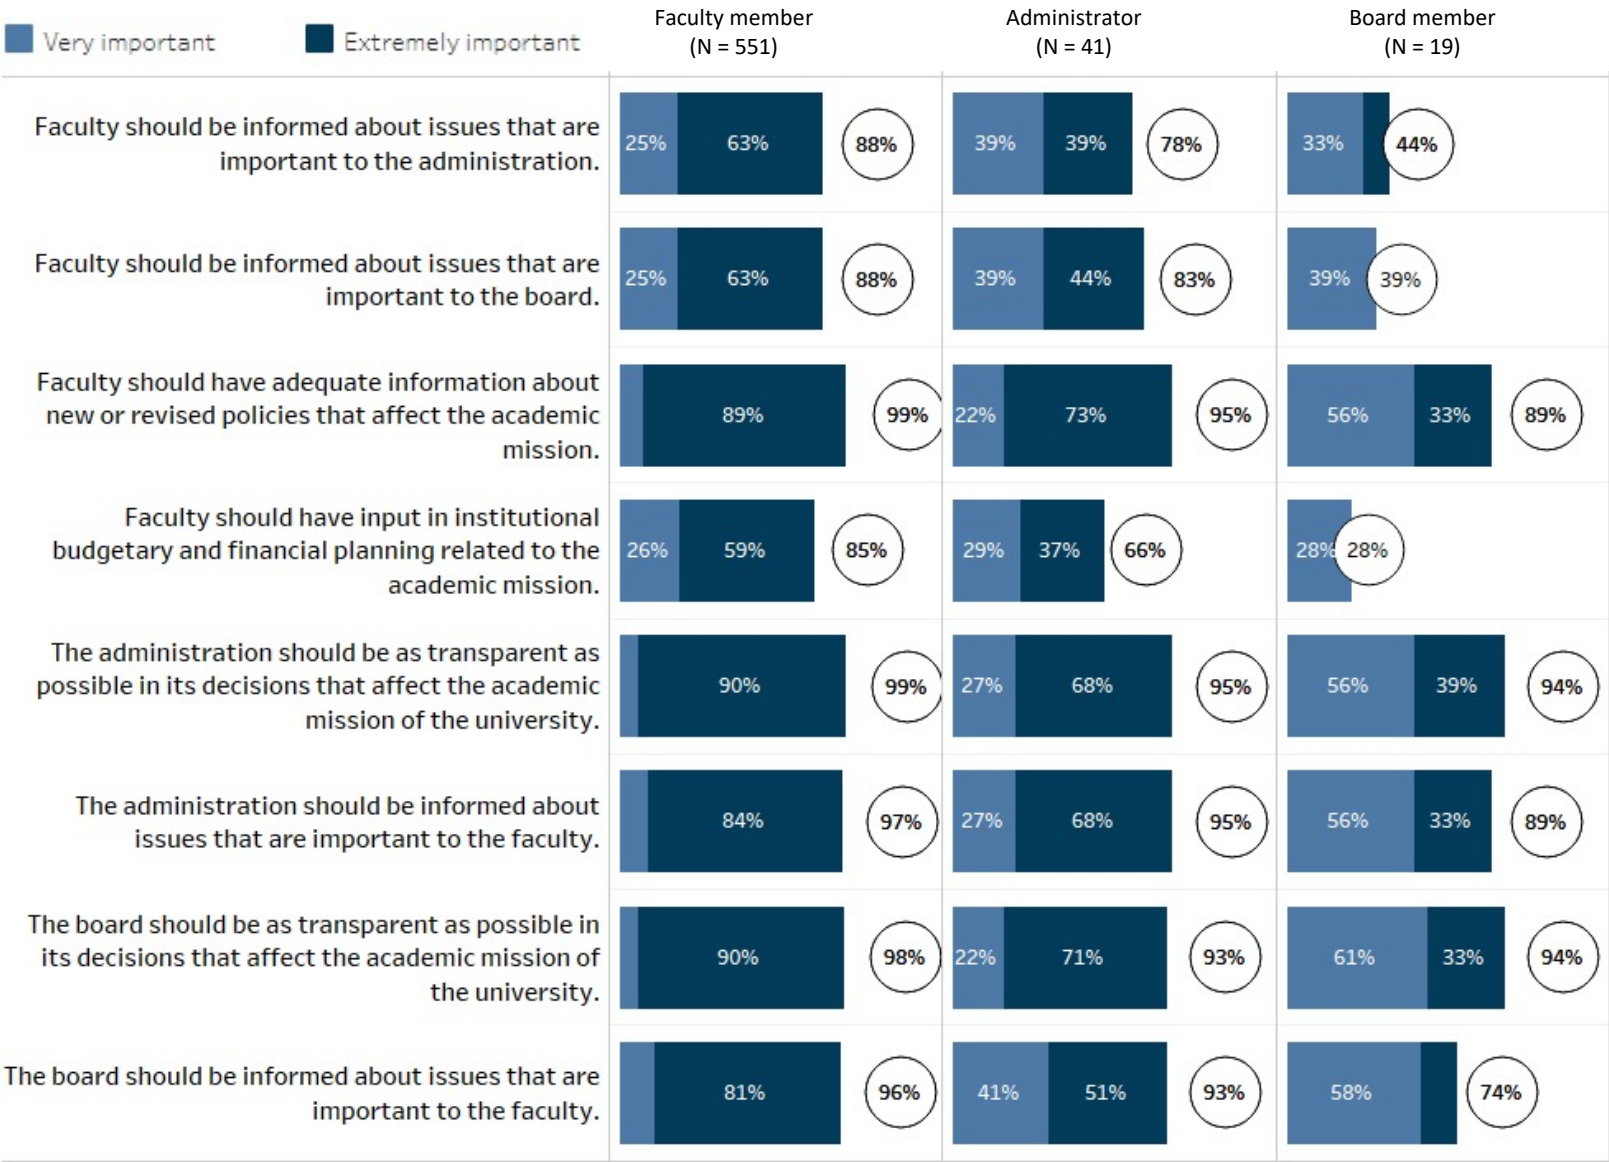 Very important
Extremely important
Faculty member
(N = 551)
Administrator
(N = 41)
Board member
(N = 19)
Faculty should be informed about issues that are
important to the administration.
25% 63% 88% 39% 39% 78% 33% 44%
Faculty should be informed about issues that are
important to the board.
25% 63% 88% 39% 44% 83% 39% 39%
Faculty should have adequate information about
new or revised policies that affect the academic
mission.
89% 99% 22% 73% 95% 56% 33% 89%
Faculty should have input in institutional
budgetary and financial planning related to the
academic mission.
26% 59% 85% 29% 37% 66% 28% 28%
The administration should be as transparent as
possible in its decisions that affect the academic
mission of the university.
90% 99% 27% 68% 95% 56% 39% 94%
The administration should be informed about
issues that are important to the faculty.
84% 97% 27% 68% 95% 56% 33% 89%
The board should be as transparent as possible in
its decisions that affect the academic mission of
the university.
90% 98% 22% 71% 93% 61% 33% 94%
The board should be informed about issues that are
important to the faculty.
81% 96% 41% 51% 93% 58% 74%